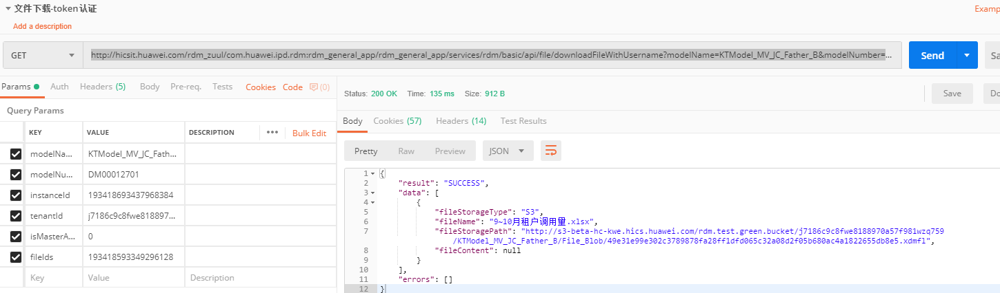 文件下载-token认证
Examp
Add a description
GET
http://hicsit.huawei.com/rdm_zuul/com.huawei.ipd.rdm:rdm_general_app/rdm_general_app/services/rdm/basic/api/file/downloadFileWithUsername?modelName=KTModel_MV_JC_Father_B&modelNumber=...
Send
Sa
Params
Auth
Headers (5)
Body
Pre-req.
Tests
Cookies
Code
(0)
Status: 200 OK
Time: 135 ms
Size: 912 B
Save
Do
Query Params
Body
Cookies (57)
Headers (14)
Test Results
KEY
VALUE
DESCRIPTION
•••
Bulk Edit
Pretty
Raw
Preview
JSON
modelNa...
KTModel_MV_JC_Fath...
modelNu...
DM00012701
instanceId
193418693437968384
tenantId
j7186c9c8fwe818897...
isMasterA...
0
fileIds
193418593349296128
Key
Value
Description
1 {
2 "result": "SUCCESS",
3 "data": [
4 {
5 "fileStorageType": "S3",
6 "fileName": "9~10月租户调用量.xlsx",
7 "fileStoragePath": "http://s3-beta-hc-kwe.hics.huawei.com/rdm.test.green.bucket/j7186c9c8fwe8188970a57f981wzq759
/KTModel_MV_JC_Father_B/File_Blob/49e31e99e302c3789878fa28ff1dfd065c32a08d2f05b680ac4a1822655db8e5.xdmfl",
8 "fileContent": null
9 }
10 ],
11 "errors": []
12 }